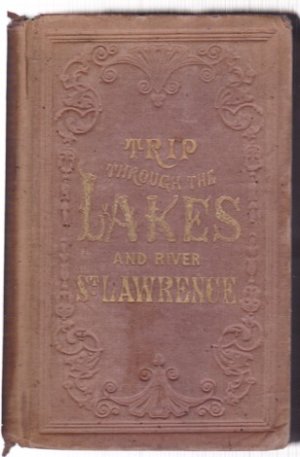 TRIP
THROUGH THE
LAKES
AND RIVER
ST LAWRENCE